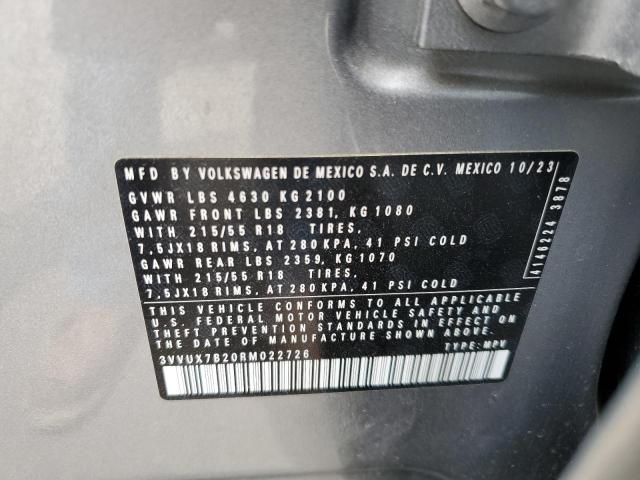 MFD BY VOLKSWAGEN DE MEXICO S.A. DE C.V. MEXICO 10/23
GVWR LBS 4630 KG 2100
GAWR FRONT LBS 2381, KG 1080
WITH 215/55 R18 TIRES,
7,5JX18 RIMS, AT 280 KPA, 41 PSI COLD
GAWR REAR LBS 2359, KG 1070
WITH 215/55 R18 TIRES,
7,5JX18 RIMS, AT 280 KPA, 41 PSI COLD
THIS VEHICLE CONFORMS TO ALL APPLICABLE
U.S. FEDERAL MOTOR VEHICLE SAFETY AND
THEFT PREVENTION STANDARDS IN EFFECT ON
THE DATE OF MANUFACTURE SHOWN ABOVE.
3VVUX7B20RM022726 TYPE: MPV
4146224 3878